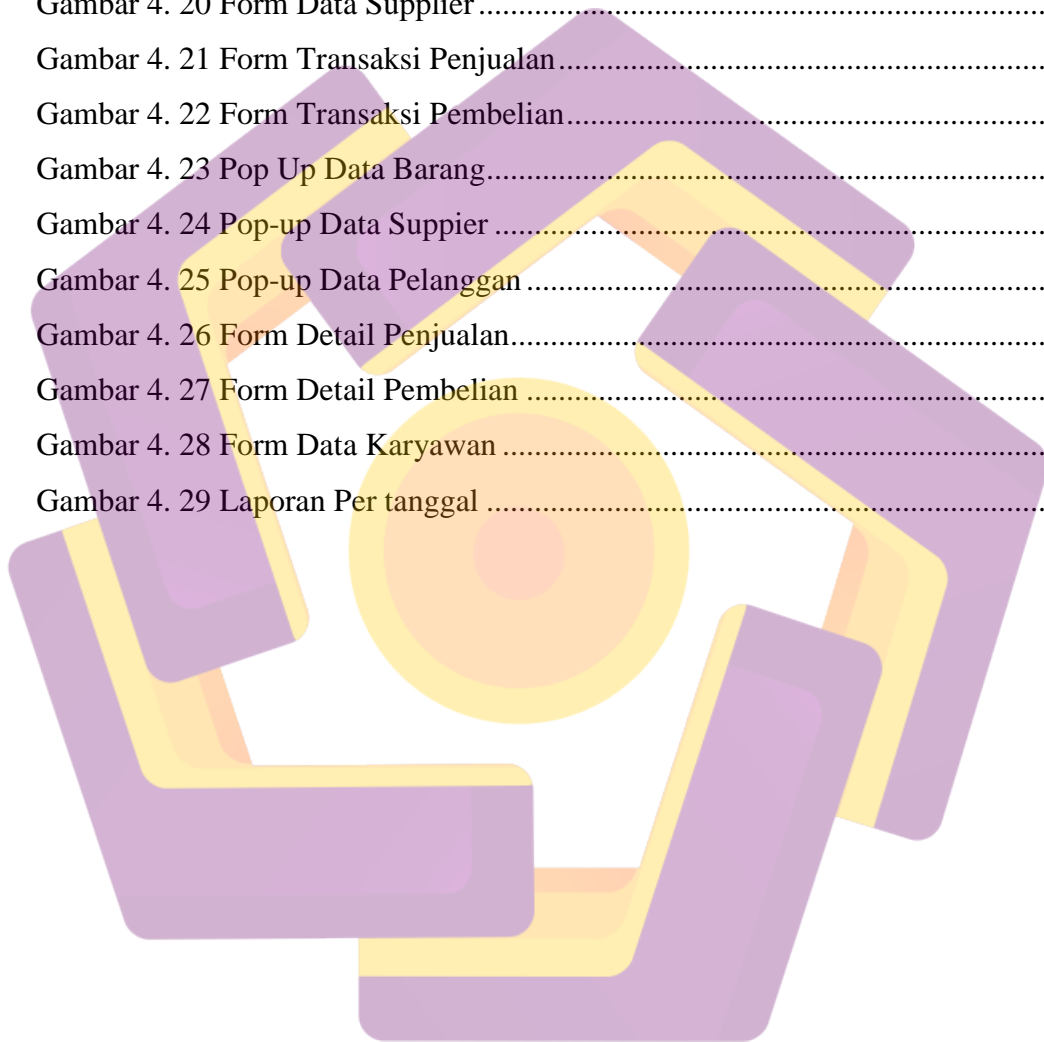 Gambar 4. 20 Form Data Supplier........................................................................
Gambar 4. 21 Form Transaksi Penjualan..............................................................
Gambar 4. 22 Form Transaksi Pembelian.............................................................
Gambar 4. 23 Pop Up Data Barang.......................................................................
Gambar 4. 24 Pop-up Data Suppier ......................................................................
Gambar 4. 25 Pop-up Data Pelanggan ..................................................................
Gambar 4. 26 Form Detail Penjualan....................................................................
Gambar 4. 27 Form Detail Pembelian ...................................................................
Gambar 4. 28 Form Data Karyawan .....................................................................
Gambar 4. 29 Laporan Per tanggal .......................................................................